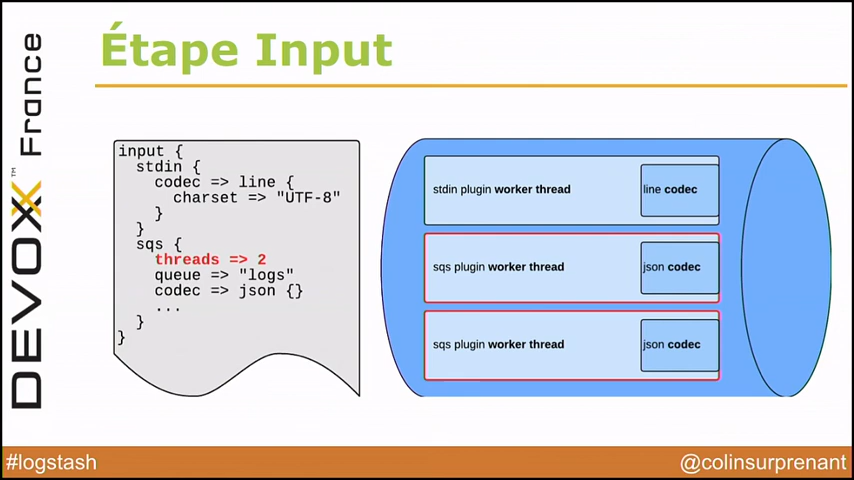 Étape Input
DEVOXX™ France
input {
stdin {
codec => line {
charset => "UTF-8"
}
}
sqs {
threads => 2
queue => "logs"
codec => json {}
...
}
}
stdin plugin worker thread
line codec
sqs plugin worker thread
json codec
sqs plugin worker thread
json codec
#logstash
@colinsurprenant